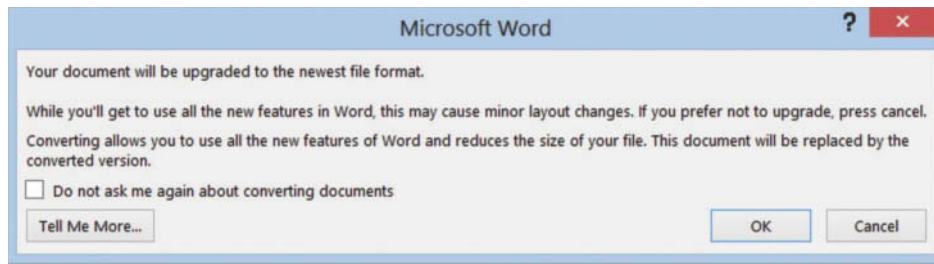 Microsoft Word
?
×
Your document will be upgraded to the newest file format.
While you'll get to use all the new features in Word, this may cause minor layout changes. If you prefer not to upgrade, press cancel.
Converting allows you to use all the new features of Word and reduces the size of your file. This document will be replaced by the
converted version.
Do not ask me again about converting documents
Tell Me More...
OK
Cancel